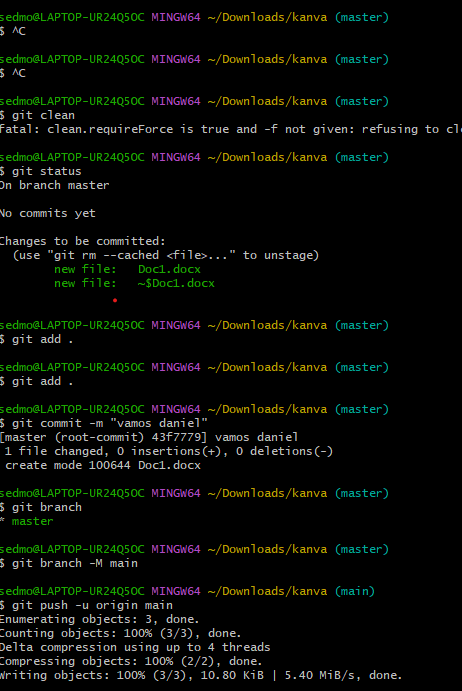 sedmo@LAPTOP-UR24Q5OC MINGW64 ~/Downloads/kanva (master)
$ ^C
sedmo@LAPTOP-UR24Q5OC MINGW64 ~/Downloads/kanva (master)
$ ^C
sedmo@LAPTOP-UR24Q5OC MINGW64 ~/Downloads/kanva (master)
$ git clean
fatal: clean.requireForce is true and -f not given: refusing to cle
sedmo@LAPTOP-UR24Q5OC MINGW64 ~/Downloads/kanva (master)
$ git status
On branch master
No commits yet
Changes to be committed:
(use "git rm --cached <file>..." to unstage)
new file: Doc1.docx
new file: ~$Doc1.docx
sedmo@LAPTOP-UR24Q5OC MINGW64 ~/Downloads/kanva (master)
$ git add .
sedmo@LAPTOP-UR24Q5OC MINGW64 ~/Downloads/kanva (master)
$ git add .
sedmo@LAPTOP-UR24Q5OC MINGW64 ~/Downloads/kanva (master)
$ git commit -m "vamos daniel"
[master (root-commit) 43f7779] vamos daniel
1 file changed, 0 insertions(+), 0 deletions(-)
create mode 100644 Doc1.docx
sedmo@LAPTOP-UR24Q5OC MINGW64 ~/Downloads/kanva (master)
$ git branch
* master
sedmo@LAPTOP-UR24Q5OC MINGW64 ~/Downloads/kanva (master)
$ git branch -M main
sedmo@LAPTOP-UR24Q5OC MINGW64 ~/Downloads/kanva (main)
$ git push -u origin main
Enumerating objects: 3, done.
Counting objects: 100% (3/3), done.
Delta compression using up to 4 threads
Compressing objects: 100% (2/2), done.
Writing objects: 100% (3/3), 10.80 KiB | 5.40 MiB/s, done.